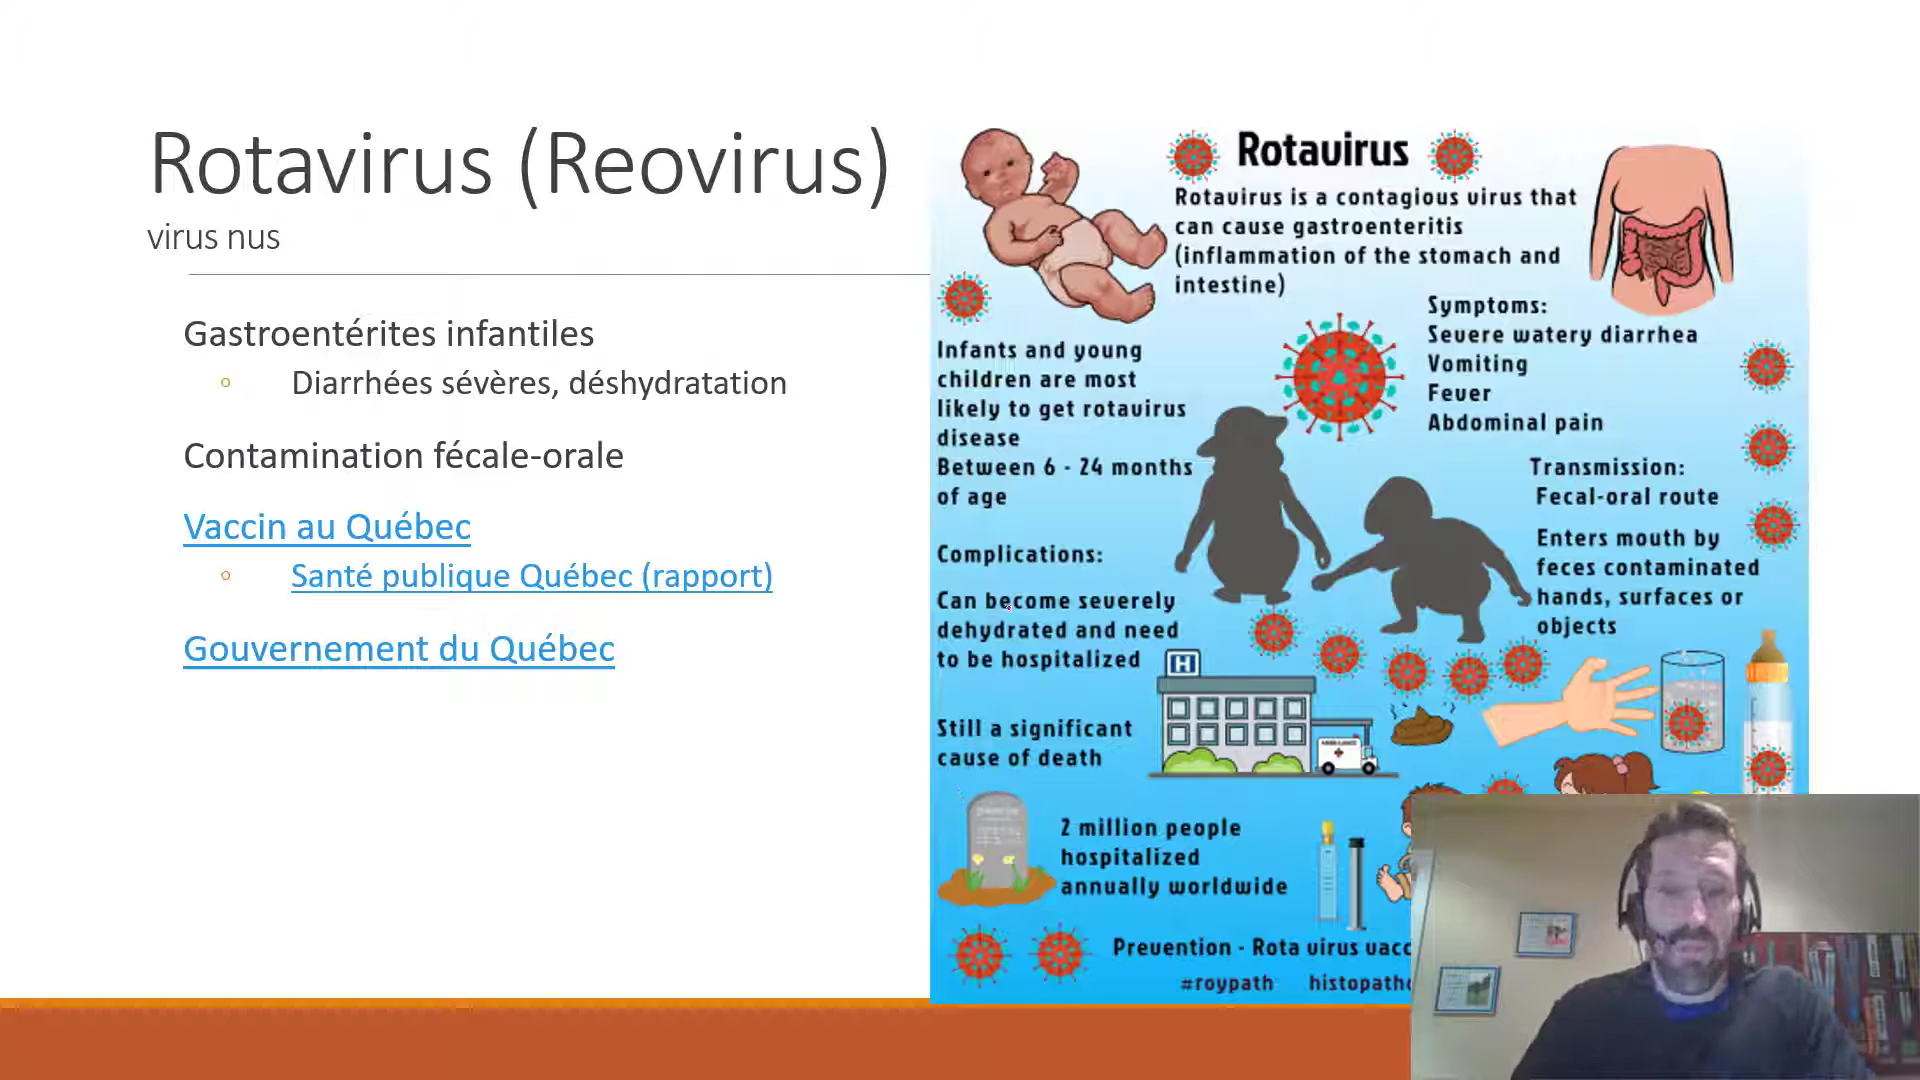 Rotavirus (Reovirus)
virus nus
Gastroentérites infantiles
Diarrhées sévères, déshydratation
Contamination fécale-orale
Vaccin au Québec
Santé publique Québec (rapport)
Gouvernement du Québec
Rotavirus
Rotavirus is a contagious virus that
can cause gastroenteritis
(inflammation of the stomach and
intestine)
Symptoms:
Severe watery diarrhea
Vomiting
Fever
Abdominal pain
Infants and young
children are most
likely to get rotavirus
disease
Between 6 - 24 months
of age
Transmission:
Fecal-oral route
Enters mouth by
feces contaminated
hands, surfaces or
objects
Complications:
Can become severely
dehydrated and need
to be hospitalized
H
AMBULANCE
Still a significant
cause of death
2 million people
hospitalized
annually worldwide
Prevention - Rota virus vacc
#roypath histopath